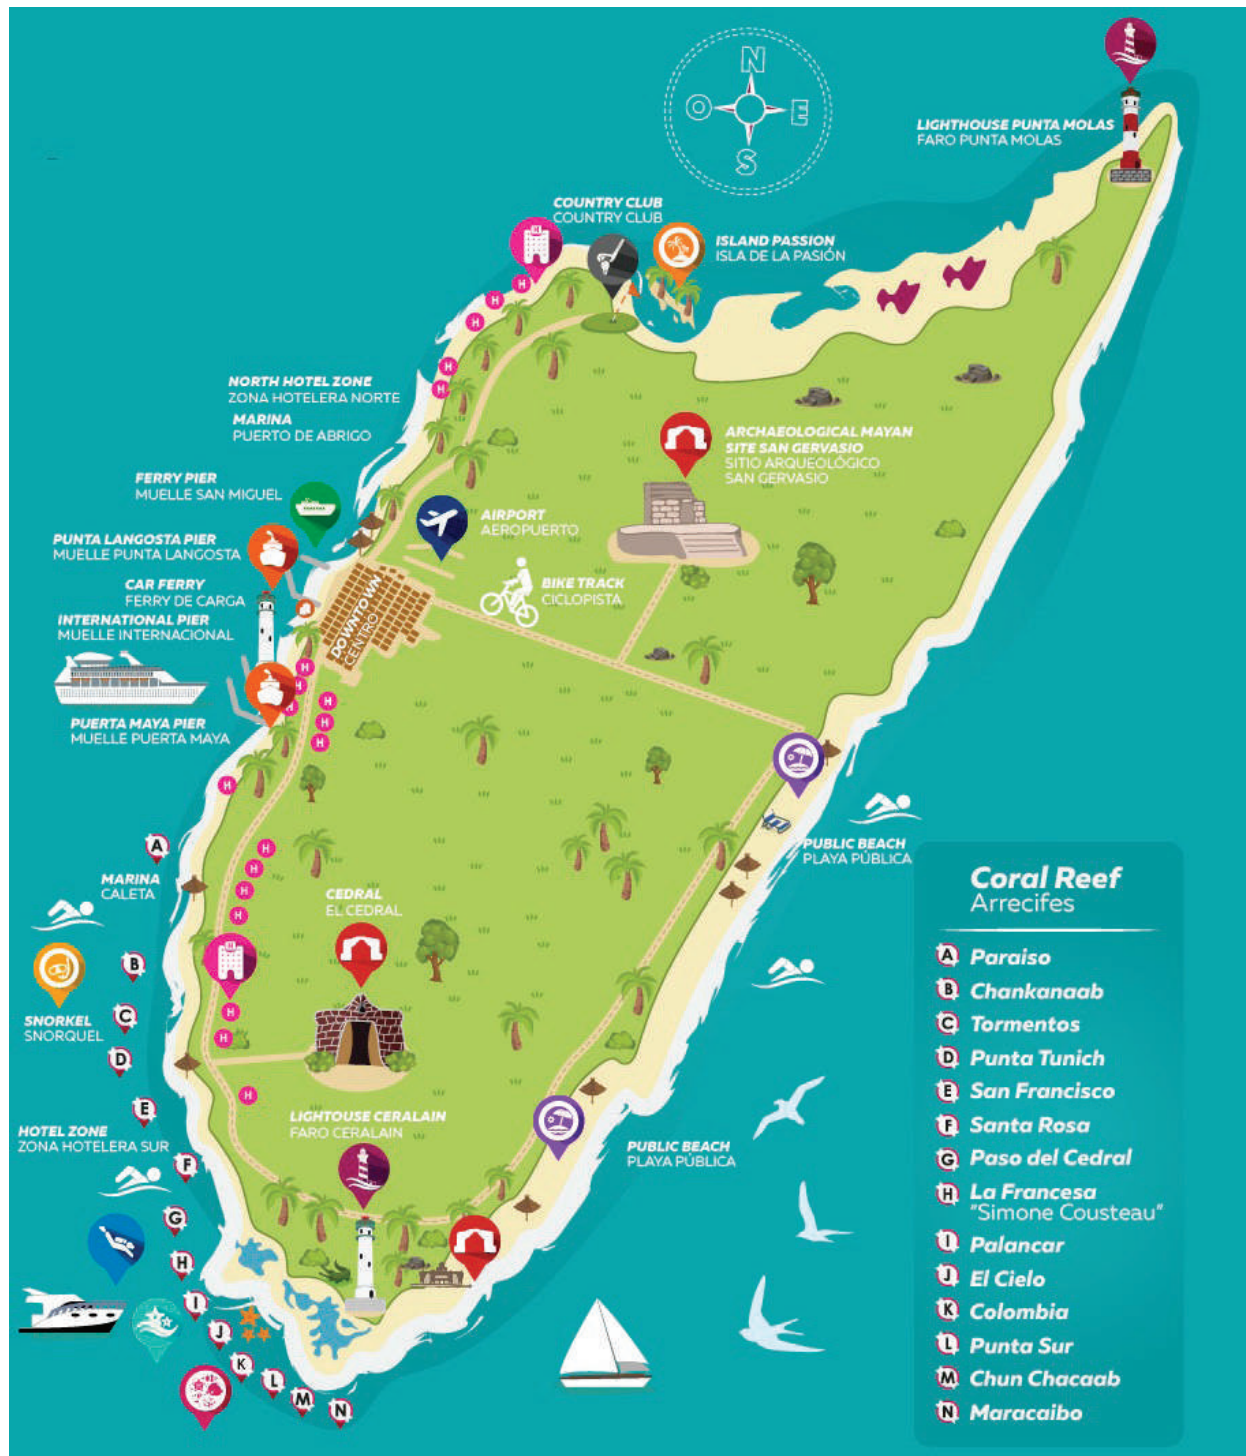 N
O
E
S
LIGHTHOUSE PUNTA MOLAS
FARO PUNTA MOLAS
COUNTRY CLUB
COUNTRY CLUB
ISLAND PASSION
ISLA DE LA PASIÓN
H
H
H
H
H
H
NORTH HOTEL ZONE
ZONA HOTELERA NORTE
MARINA
PUERTO DE ABRIGO
ARCHAEOLOGICAL MAYAN
SITE SAN GERVASIO
SITIO ARQUEOLÓGICO
SAN GERVASIO
FERRY PIER
MUELLE SAN MIGUEL
AIRPORT
AEROPUERTO
PUNTA LANGOSTA PIER
MUELLE PUNTA LANGOSTA
CAR FERRY
FERRY DE CARGA
BIKE TRACK
CICLOPISTA
DOWNTOWN
CENTRO
INTERNATIONAL PIER
MUELLE INTERNACIONAL
H
H
H
H
H
H
PUERTA MAYA PIER
MUELLE PUERTA MAYA
H
PUBLIC BEACH
PLAYA PÚBLICA
A
MARINA
CALETA
H
H
H
H
CEDRAL
EL CEDRAL
H
B
SNORKEL
SNORQUEL
C
D
H
H
H
E
LIGHTOUSE CERALAIN
FARO CERALAIN
HOTEL ZONE
ZONA HOTELERA SUR
PUBLIC BEACH
PLAYA PÚBLICA
F
G
H
I
J
K
L
M
N
Coral Reef
Arrecifes
A Paraiso
B Chankanaab
C Tormentos
D Punta Tunich
E San Francisco
F Santa Rosa
G Paso del Cedral
H La Francesa
"Simone Cousteau"
I Palancar
J El Cielo
K Colombia
L Punta Sur
M Chun Chacaab
N Maracaibo